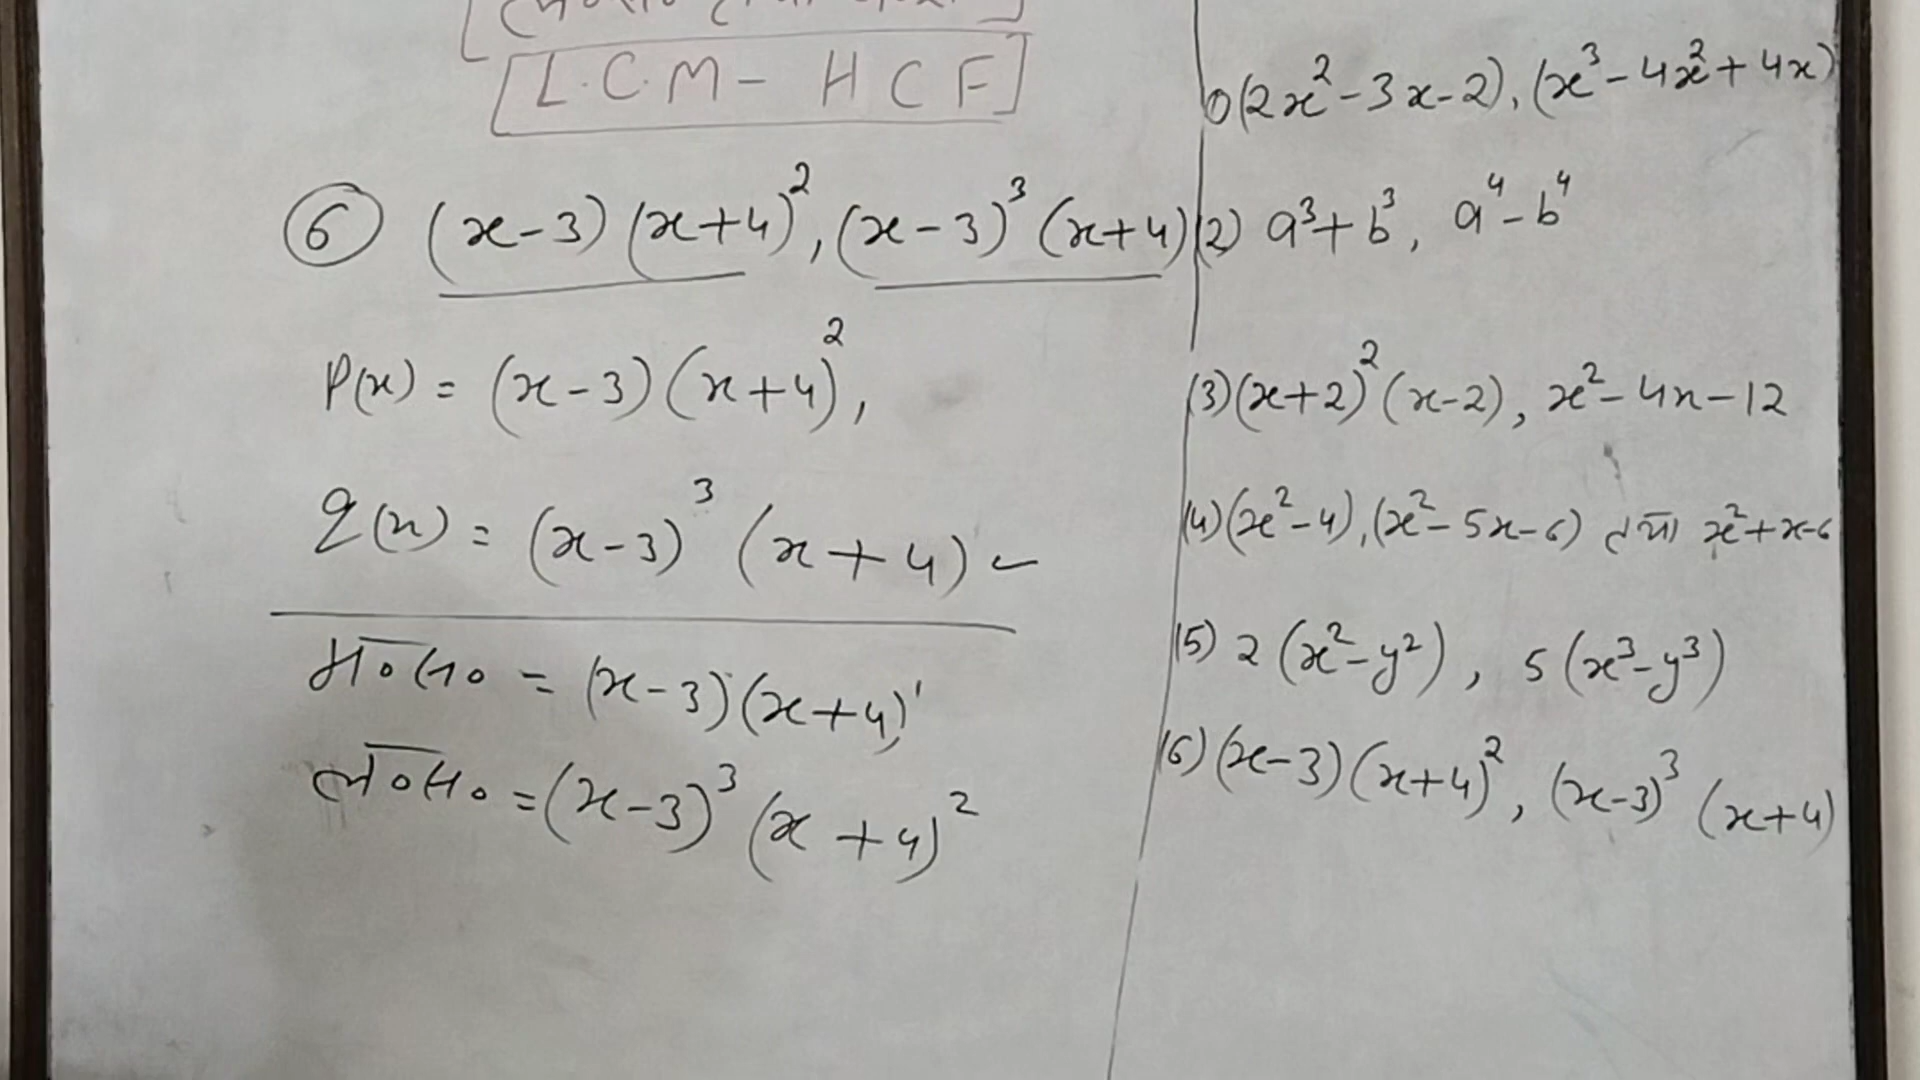 [L.C.M - HCF]
⑥ (x-3)(x+4)², (x-3)³(x+4)
P(x) = (x-3)(x+4)²,
q(x) = (x-3)³ (x+4)
म०स० = (x-3)'(x+4)'
ल०स० = (x-3)³ (x+4)²
1) (2x²-3x-2), (x³-4x²+4x)
(2) a³+b³, a⁴-b⁴
(3) (x+2)²(x-2), x²-4x-12
(4) (x²-4), (x²-5x-6) तथा x²+x-6
(5) 2(x²-y²), 5(x³-y³)
(6) (x-3)(x+4)², (x-3)³ (x+4)